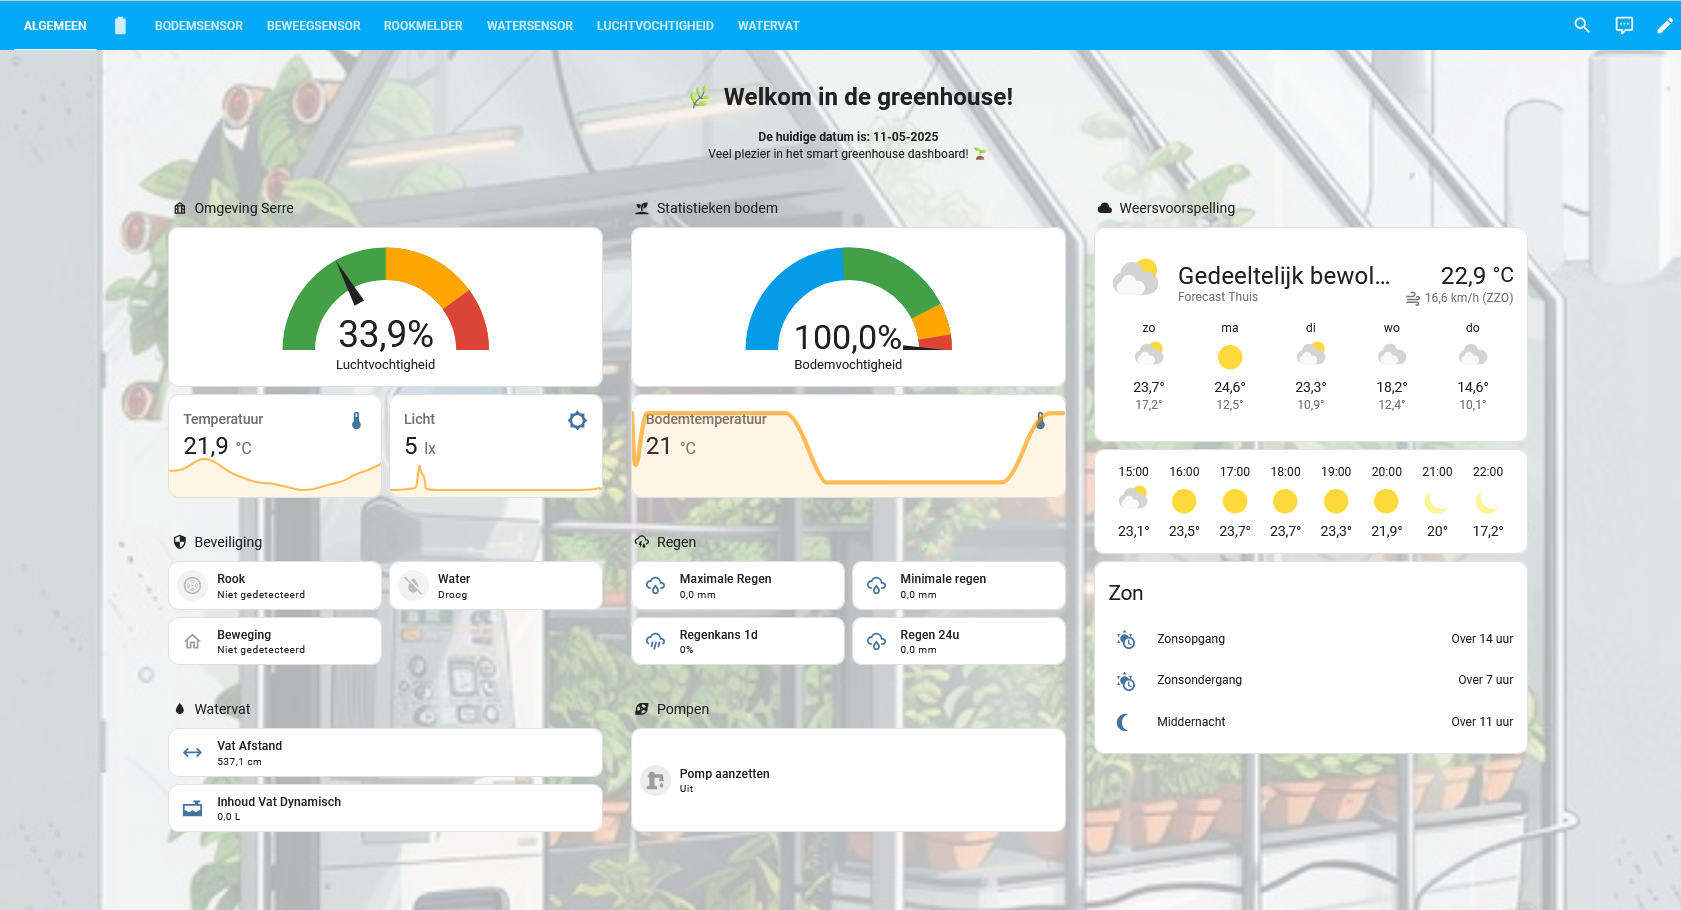 ALGEMEEN BODEMSENSOR BEWEEGSENSOR ROOKMELDER WATERSENSOR LUCHTVOCHTIGHEID WATERVAT
Welkom in de greenhouse!
De huidige datum is: 11-05-2025
Veel plezier in het smart greenhouse dashboard!
Omgeving Serre
33,9%
Luchtvochtigheid
Temperatuur
21,9 °C
Licht
5 lx
Beveiliging
Rook
Niet gedetecteerd
Water
Droog
Beweging
Niet gedetecteerd
Watervat
Vat Afstand
537,1 cm
Inhoud Vat Dynamisch
0,0 L
Statistieken bodem
100,0%
Bodemvochtigheid
Bodemtemperatuur
21 °C
Regen
Maximale Regen
0,0 mm
Minimale regen
0,0 mm
Regenkans 1d
0%
Regen 24u
0,0 mm
Pompen
Pomp aanzetten
Uit
Weersvoorspelling
Gedeeltelijk bewol... 22,9 °C
Forecast Thuis 16,6 km/h (ZZO)
zo ma di wo do
23,7° 24,6° 23,3° 18,2° 14,6°
17,2° 12,5° 10,9° 12,4° 10,1°
15:00 16:00 17:00 18:00 19:00 20:00 21:00 22:00
23,1° 23,5° 23,7° 23,7° 23,3° 21,9° 20° 17,2°
Zon
Zonsopgang Over 14 uur
Zonsondergang Over 7 uur
Middernacht Over 11 uur